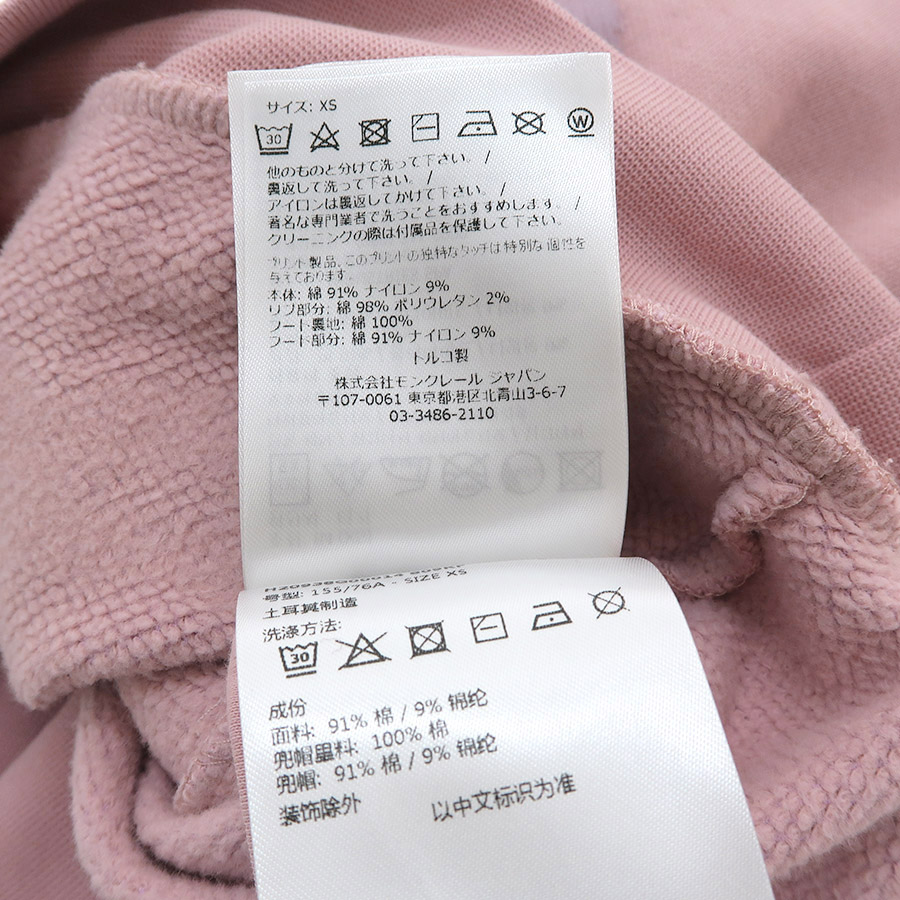 サイズ: XS
30
W
他のものと分けて洗って下さい。 /
裏返して洗って下さい。 /
アイロンは裏返してかけて下さい。 /
著名な専門業者で洗つことをおすすめします。 /
クリーニングの際は付属品を保護して下さい。
プリント製品、このプリントの独特なタッチは特別な個性を
与えております。
本体: 綿 91% ナイロン 9%
リブ部分: 綿 98% ポリウレタン 2%
フート裏地: 綿 100%
フート部分: 綿 91% ナイロン 9%
トルコ製
株式会社モンクレール ジャパン
〒107-0061 東京都港区北青山3-6-7
03-3486-2110
号型: 155/76A - SIZE XS
土耳其制造
洗涤方法:
30
成份
面料: 91% 棉 / 9% 锦纶
兜帽里料: 100% 棉
兜帽: 91% 棉 / 9% 锦纶
装饰除外 以中文标识为准